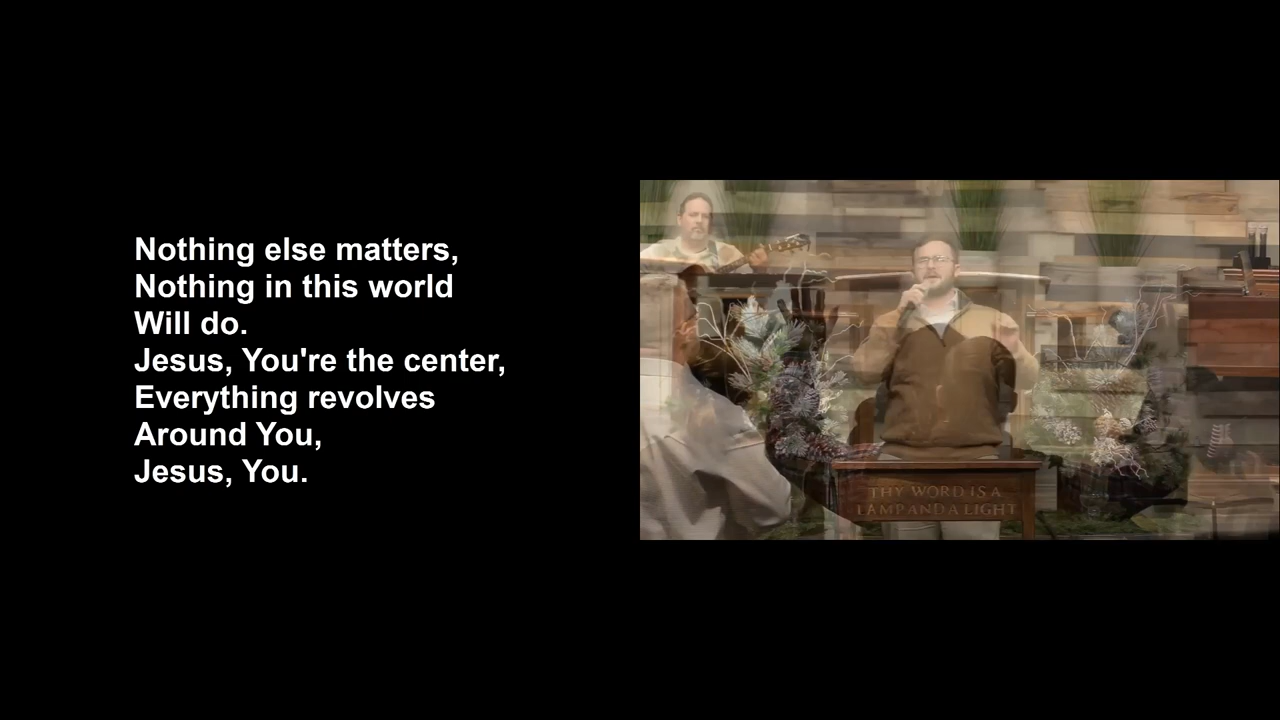 Nothing else matters,
Nothing in this world
Will do.
Jesus, You're the center,
Everything revolves
Around You,
Jesus, You.
THY WORD IS A
LAMP AND A LIGHT